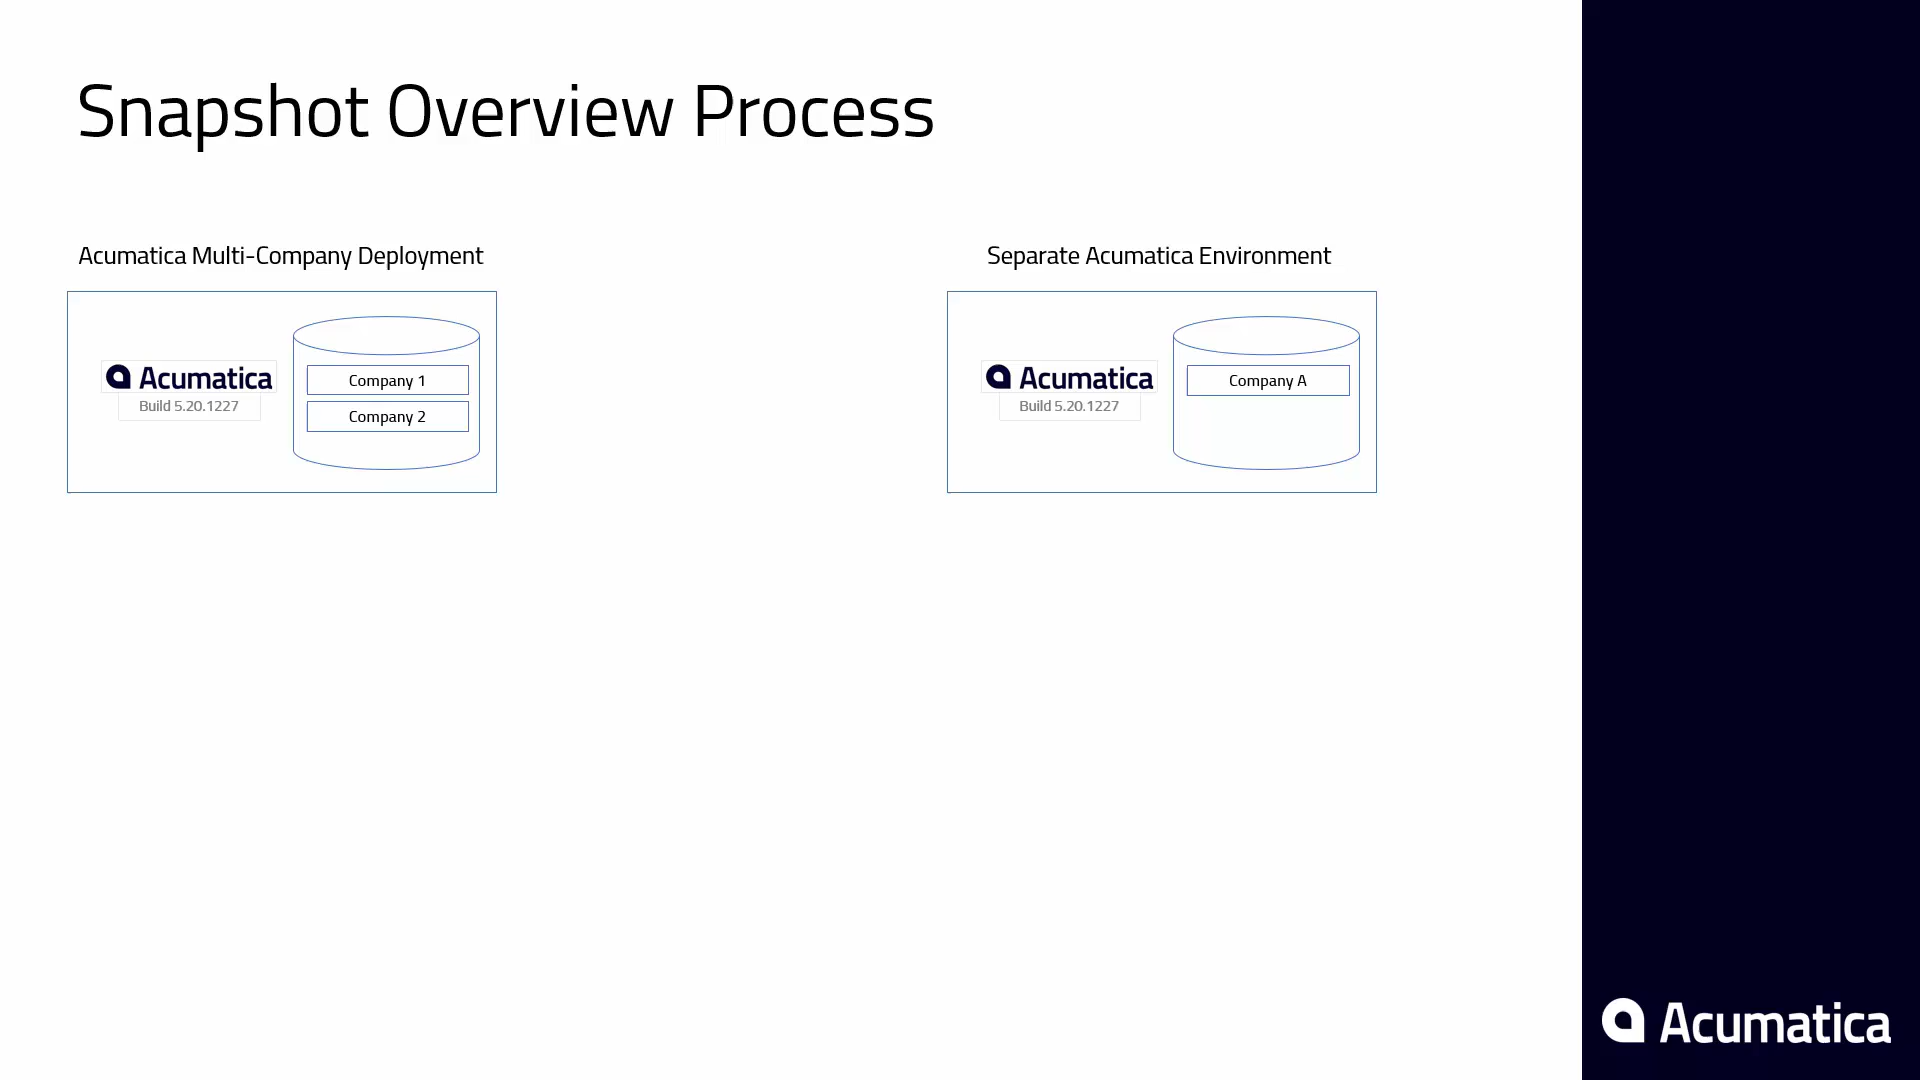 Snapshot Overview Process
Acumatica Multi-Company Deployment
Acumatica
Build 5.20.1227
Company 1
Company 2
Separate Acumatica Environment
Acumatica
Build 5.20.1227
Company A
Acumatica